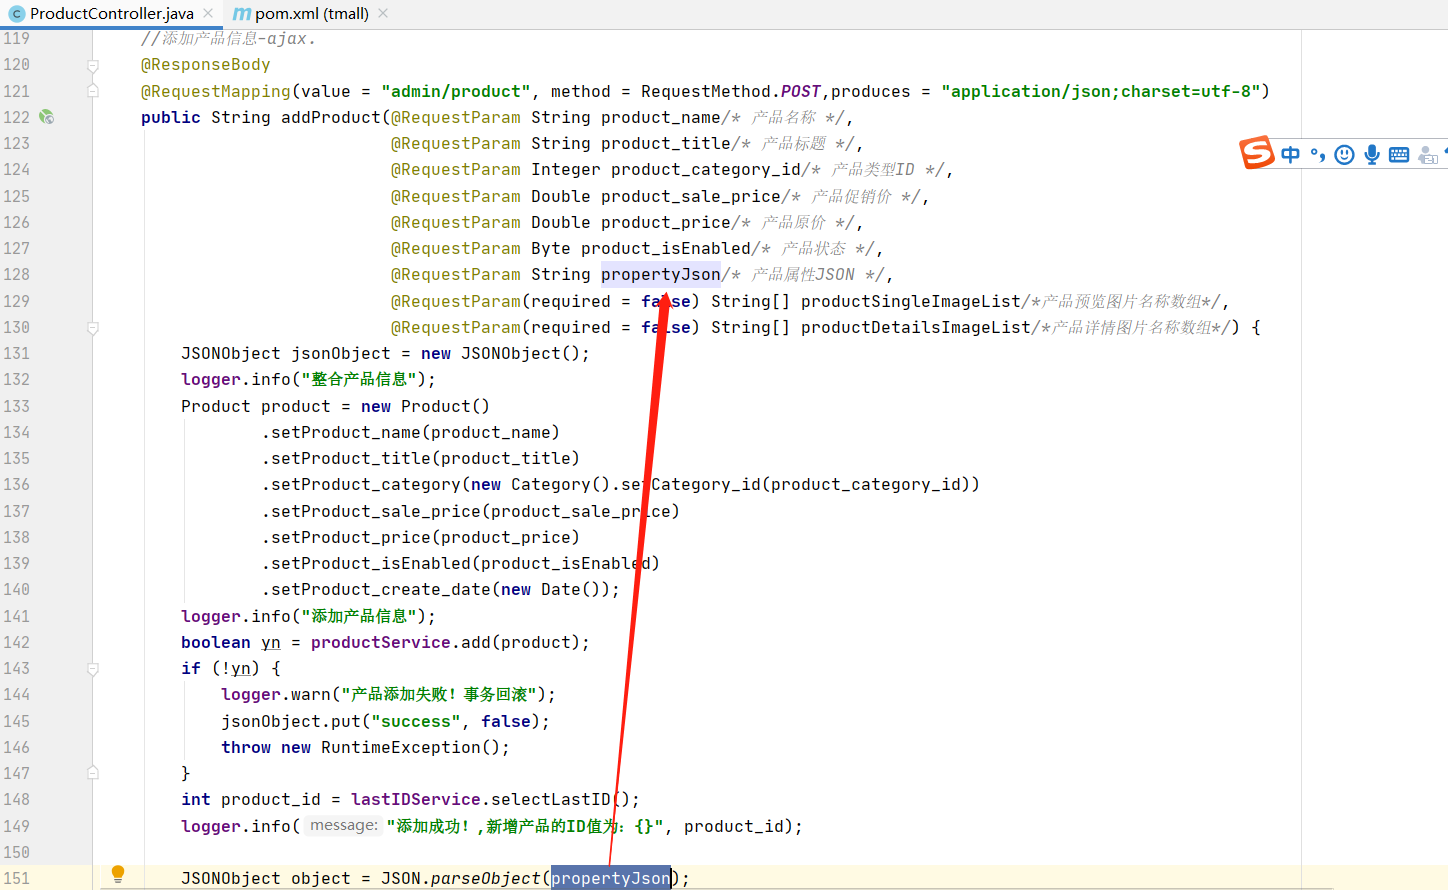 ProductController.java × pom.xml (tmall) ×
119 //添加产品信息-ajax.
120 @ResponseBody
121 @RequestMapping(value = "admin/product", method = RequestMethod.POST,produces = "application/json;charset=utf-8")
122 public String addProduct(@RequestParam String product_name/* 产品名称 */,
123 @RequestParam String product_title/* 产品标题 */,
124 @RequestParam Integer product_category_id/* 产品类型ID */,
125 @RequestParam Double product_sale_price/* 产品促销价 */,
126 @RequestParam Double product_price/* 产品原价 */,
127 @RequestParam Byte product_isEnabled/* 产品状态 */,
128 @RequestParam String propertyJson/* 产品属性JSON */,
129 @RequestParam(required = false) String[] productSingleImageList/*产品预览图片名称数组*/,
130 @RequestParam(required = false) String[] productDetailsImageList/*产品详情图片名称数组*/) {
131 JSONObject jsonObject = new JSONObject();
132 logger.info("整合产品信息");
133 Product product = new Product()
134 .setProduct_name(product_name)
135 .setProduct_title(product_title)
136 .setProduct_category(new Category().setCategory_id(product_category_id))
137 .setProduct_sale_price(product_sale_price)
138 .setProduct_price(product_price)
139 .setProduct_isEnabled(product_isEnabled)
140 .setProduct_create_date(new Date());
141 logger.info("添加产品信息");
142 boolean yn = productService.add(product);
143 if (!yn) {
144 logger.warn("产品添加失败！事务回滚");
145 jsonObject.put("success", false);
146 throw new RuntimeException();
147 }
148 int product_id = lastIDService.selectLastID();
149 logger.info( message: "添加成功！,新增产品的ID值为：{}", product_id);
150
151 JSONObject object = JSON.parseObject(propertyJson);
中